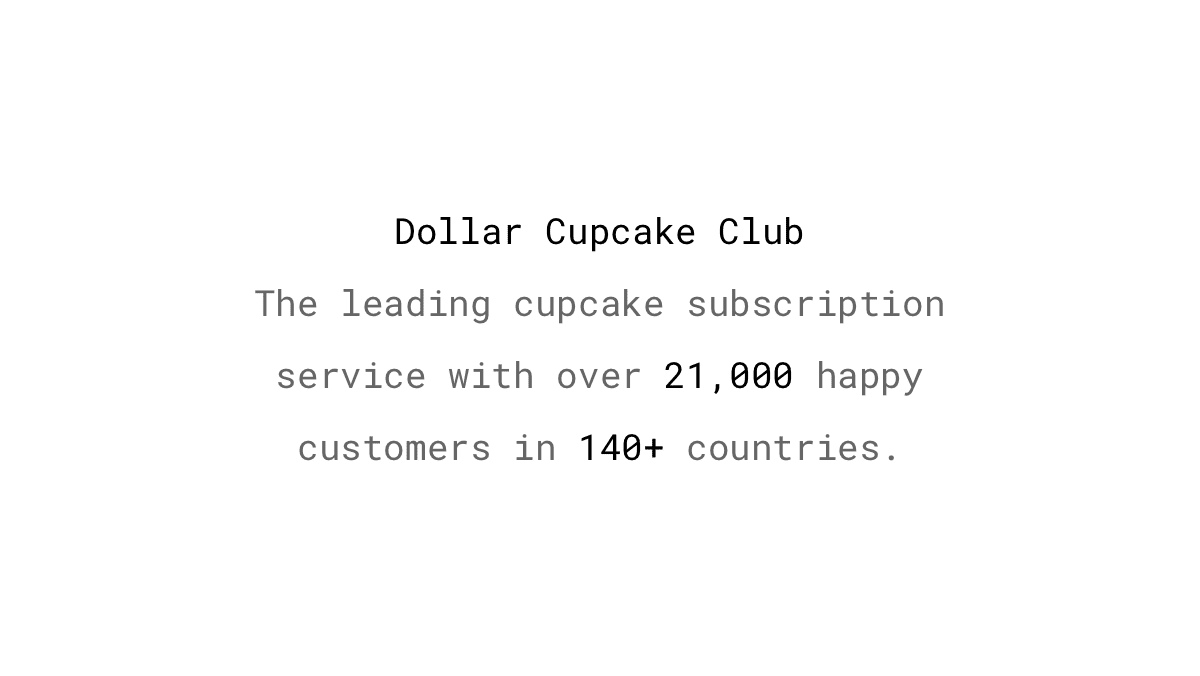 Dollar Cupcake Club
The leading cupcake subscription
service with over 21,000 happy
customers in 140+ countries.